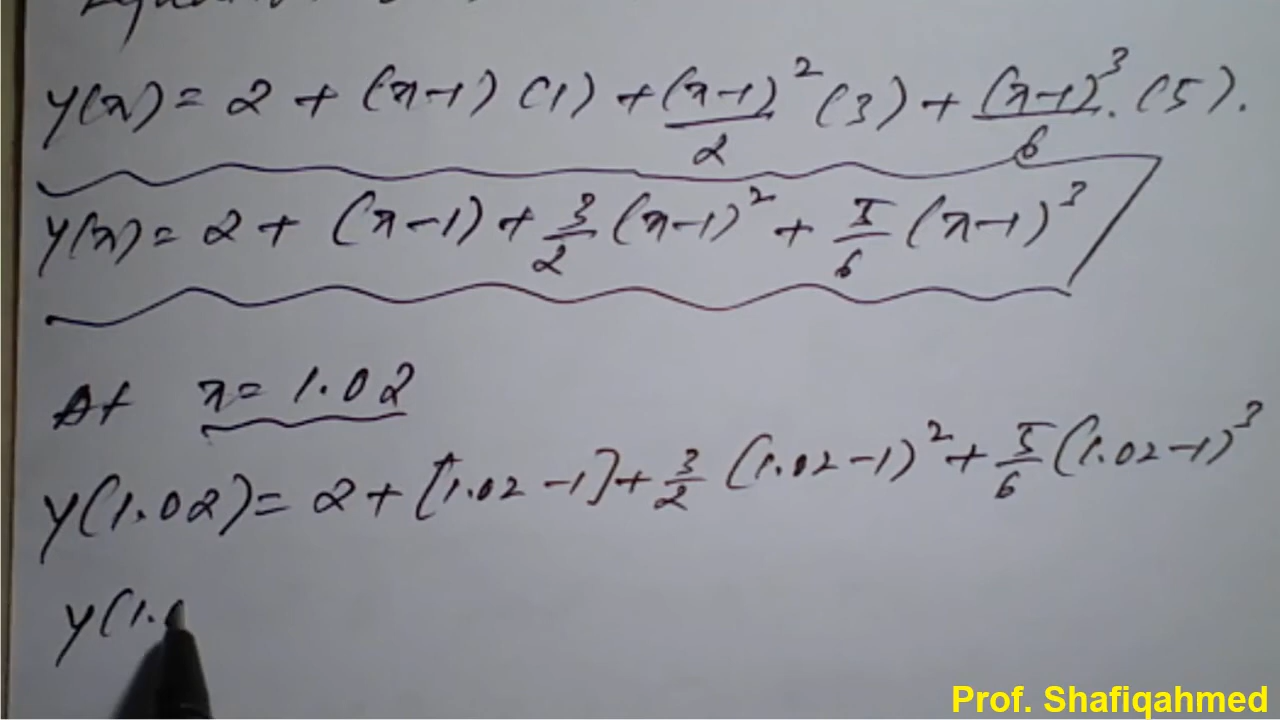 y(x) = 2 + (x-1) (1) + (x-1)²/2 (3) + (x-1)³/6 . (5).
y(x) = 2 + (x-1) + 3/2 (x-1)² + 5/6 (x-1)³
At x = 1.02
y(1.02) = 2 + [1.02 -1] + 3/2 (1.02 -1)² + 5/6 (1.02 -1)³
y(1.0
Prof. Shafiqahmed